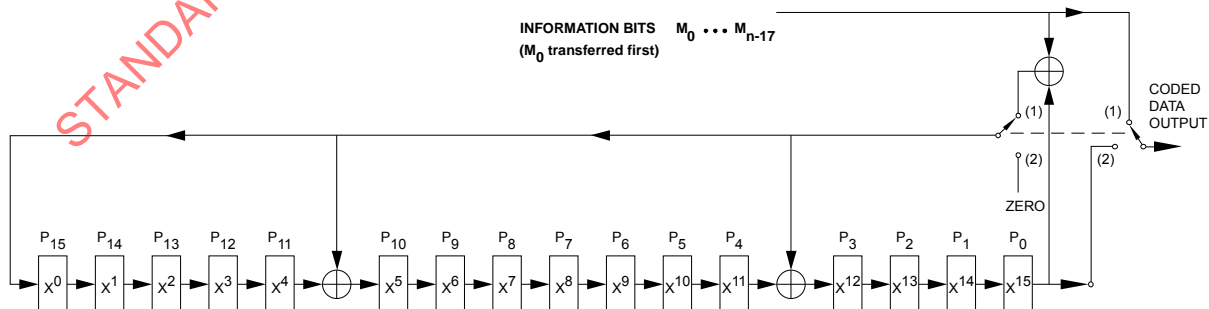 INFORMATION BITS M0 ••• Mn-17
(M0 transferred first)
STANDAR
CODED
DATA
OUTPUT
(1)
(1)
(2)
(2)
ZERO
P15 P14 P13 P12 P11 P10 P9 P8 P7 P6 P5 P4 P3 P2 P1 P0
X0 X1 X2 X3 X4 X5 X6 X7 X8 X9 X10 X11 X12 X13 X14 X15